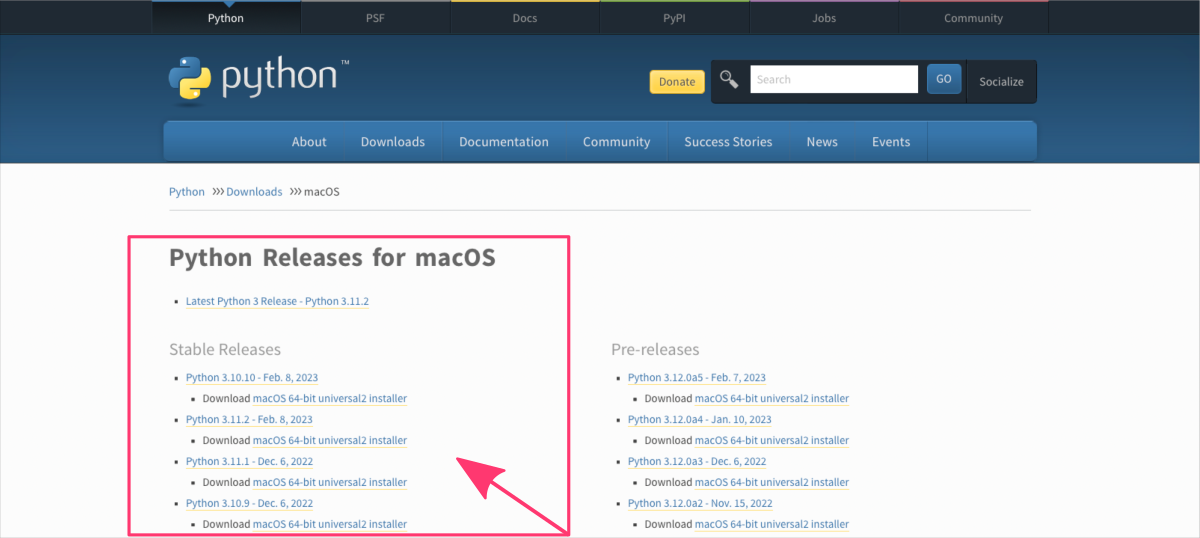 Python PSF Docs PyPI Jobs Community
python™
Donate Search GO Socialize
About Downloads Documentation Community Success Stories News Events
Python >>> Downloads >>> macOS
Python Releases for macOS
Latest Python 3 Release - Python 3.11.2
Stable Releases
Python 3.10.10 - Feb. 8, 2023
Download macOS 64-bit universal2 installer
Python 3.11.2 - Feb. 8, 2023
Download macOS 64-bit universal2 installer
Python 3.11.1 - Dec. 6, 2022
Download macOS 64-bit universal2 installer
Python 3.10.9 - Dec. 6, 2022
Download macOS 64-bit universal2 installer
Pre-releases
Python 3.12.0a5 - Feb. 7, 2023
Download macOS 64-bit universal2 installer
Python 3.12.0a4 - Jan. 10, 2023
Download macOS 64-bit universal2 installer
Python 3.12.0a3 - Dec. 6, 2022
Download macOS 64-bit universal2 installer
Python 3.12.0a2 - Nov. 15, 2022
Download macOS 64-bit universal2 installer